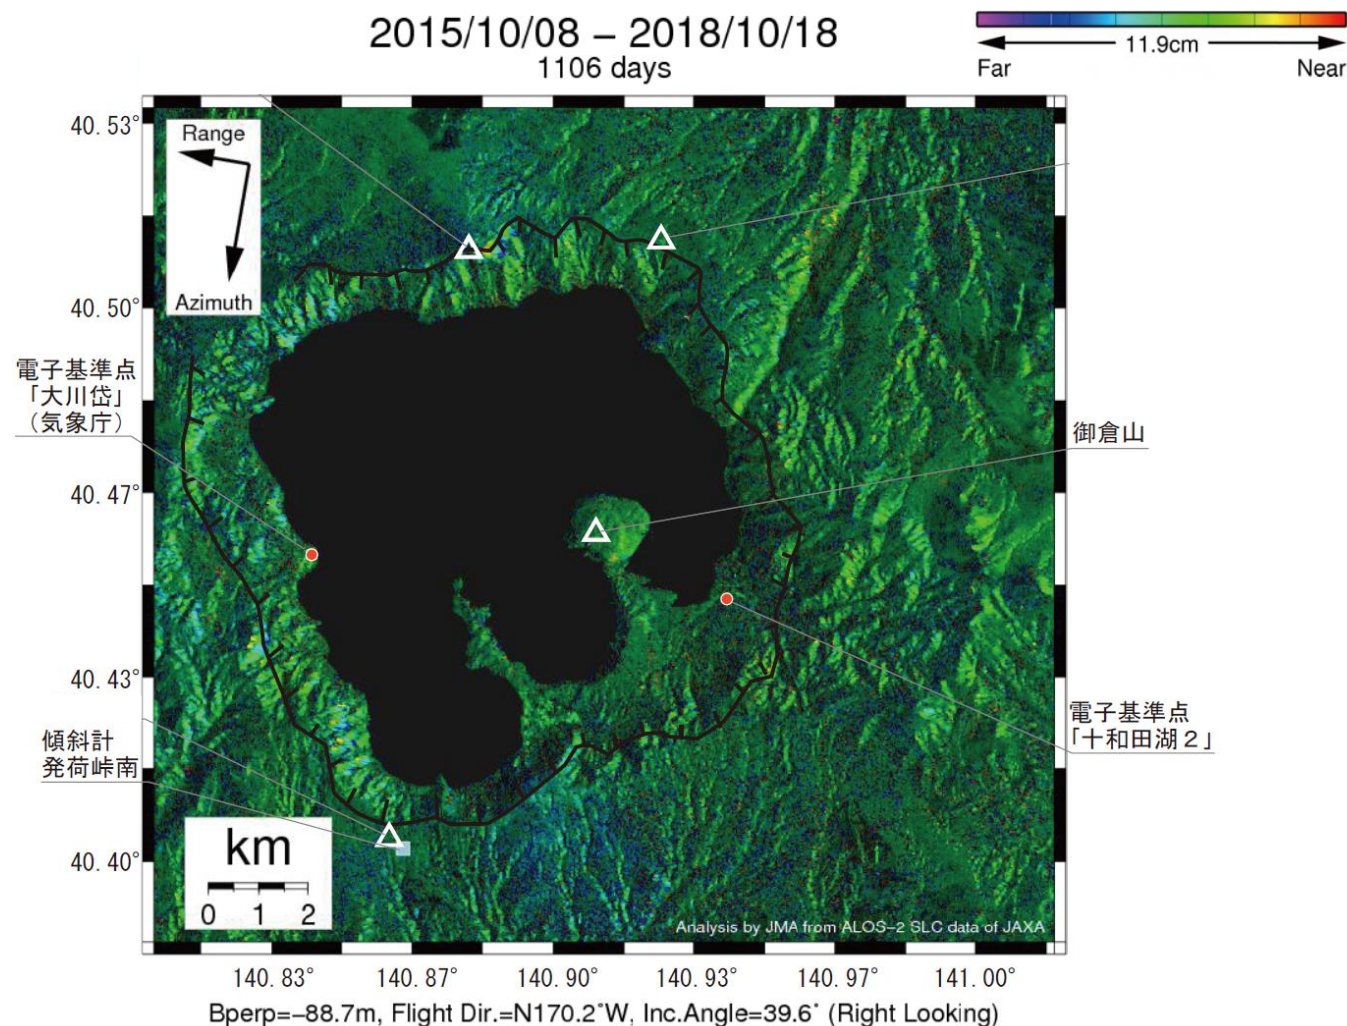 2015/10/08 – 2018/10/18
1106 days
11.9cm
Far
Near
Range
Azimuth
40.53°
40.50°
40.47°
40.43°
40.40°
電子基準点
「大川岱」
（気象庁）
御倉山
電子基準点
「十和田湖２」
傾斜計
発荷峠南
km
0 1 2
Analysis by JMA from ALOS–2 SLC data of JAXA
140.83° 140.87° 140.90° 140.93° 140.97° 141.00°
Bperp=–88.7m, Flight Dir.=N170.2°W, Inc.Angle=39.6° (Right Looking)